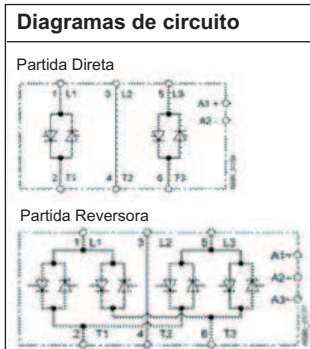 Diagramas de circuito
Partida Direta
1 L1 3 L2 5 L3
A1 +
A2 -
2 T1 4 T2 6 T3
Partida Reversora
1 L1 3 L2 5 L3
A1
A2
A3
2 T1 4 T2 6 T3